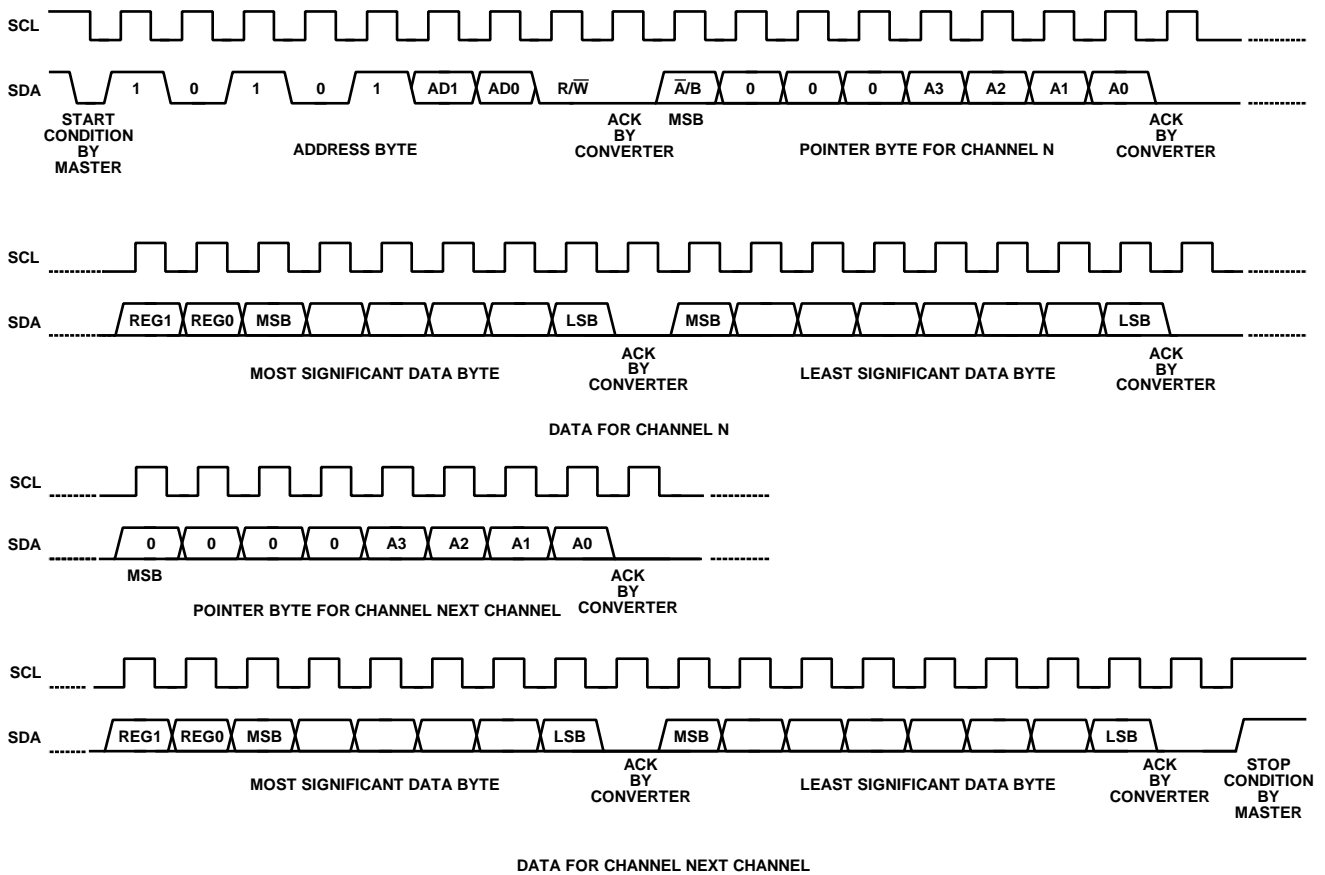 SCL
SDA 1 0 1 0 1 AD1 AD0 R/W̅ A̅/B 0 0 0 A3 A2 A1 A0
START CONDITION BY MASTER
ADDRESS BYTE
ACK BY CONVERTER
MSB
POINTER BYTE FOR CHANNEL N
ACK BY CONVERTER
SCL
SDA REG1 REG0 MSB LSB MSB LSB
MOST SIGNIFICANT DATA BYTE
ACK BY CONVERTER
LEAST SIGNIFICANT DATA BYTE
ACK BY CONVERTER
DATA FOR CHANNEL N
SCL
SDA 0 0 0 0 A3 A2 A1 A0
MSB
POINTER BYTE FOR CHANNEL NEXT CHANNEL
ACK BY CONVERTER
SCL
SDA REG1 REG0 MSB LSB MSB LSB
MOST SIGNIFICANT DATA BYTE
ACK BY CONVERTER
LEAST SIGNIFICANT DATA BYTE
ACK BY CONVERTER
STOP CONDITION BY MASTER
DATA FOR CHANNEL NEXT CHANNEL